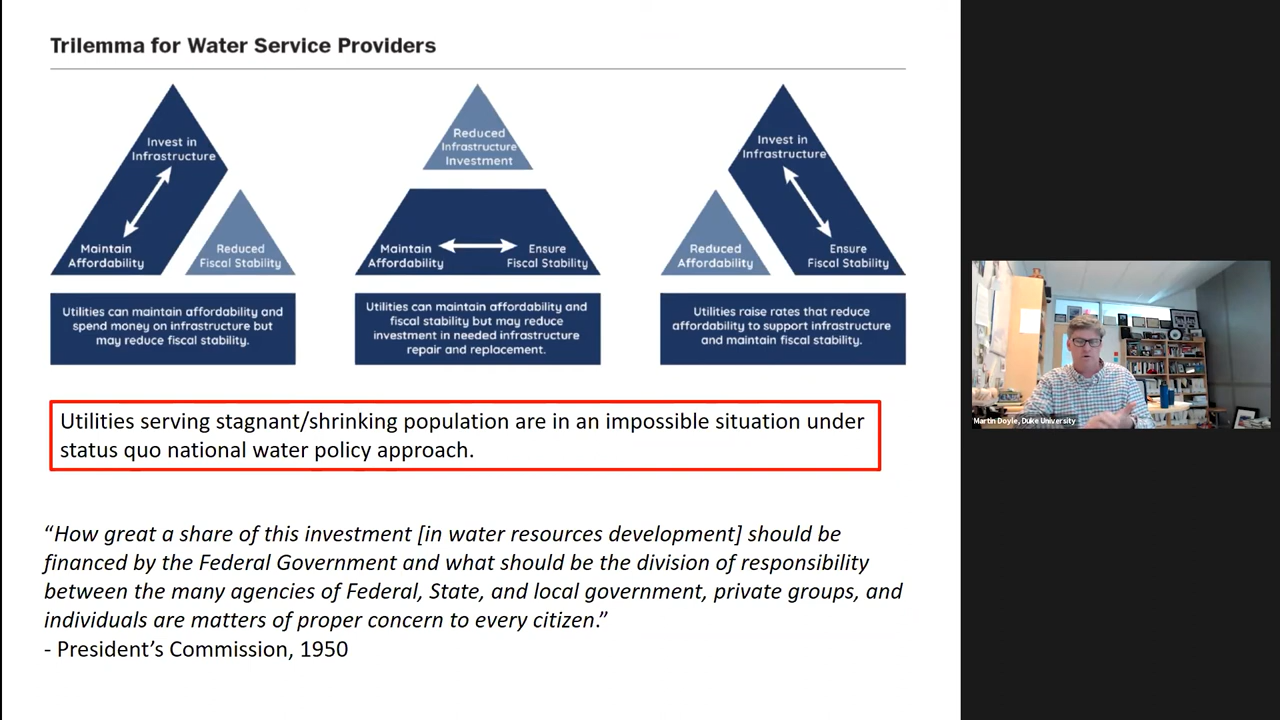 Trilemma for Water Service Providers
Invest in
Infrastructure
Maintain
Affordability
Reduced
Fiscal Stability
Utilities can maintain affordability and
spend money on infrastructure but
may reduce fiscal stability.
Reduced
Infrastructure
Investment
Maintain
Affordability
Ensure
Fiscal Stability
Utilities can maintain affordability and
fiscal stability but may reduce
investment in needed infrastructure
repair and replacement.
Invest in
Infrastructure
Reduced
Affordability
Ensure
Fiscal Stability
Utilities raise rates that reduce
affordability to support infrastructure
and maintain fiscal stability.
Utilities serving stagnant/shrinking population are in an impossible situation under
status quo national water policy approach.
“How great a share of this investment [in water resources development] should be
financed by the Federal Government and what should be the division of responsibility
between the many agencies of Federal, State, and local government, private groups, and
individuals are matters of proper concern to every citizen.”
- President’s Commission, 1950
Martin Doyle, Duke University